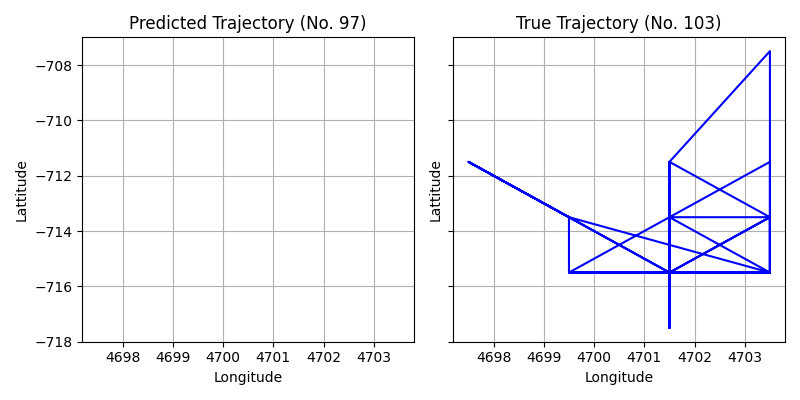 Predicted Trajectory (No. 97)
True Trajectory (No. 103)
Lattitude
−708
−710
−712
−714
−716
−718
4698 4699 4700 4701 4702 4703
Longitude
Lattitude
4698 4699 4700 4701 4702 4703
Longitude